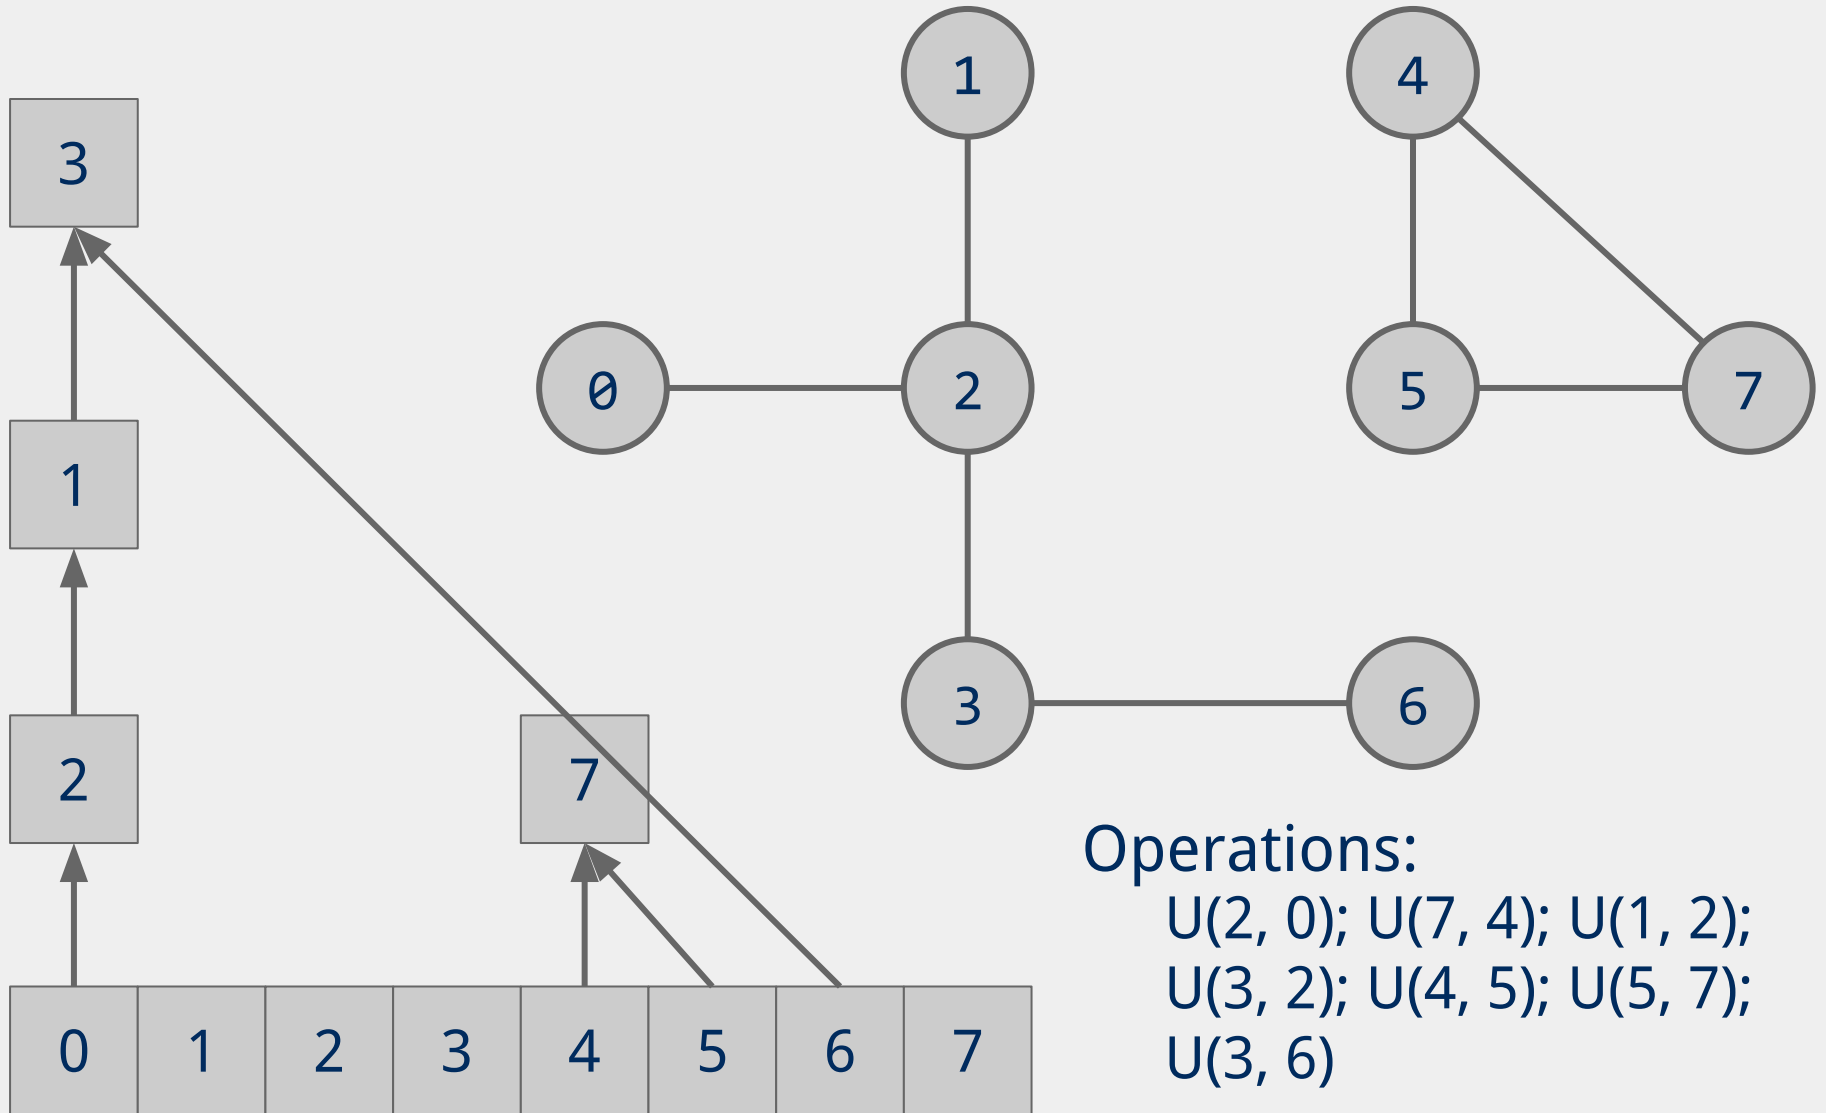 1
4
3
0
2
5
7
1
3
6
2
7
Operations:
U(2, 0); U(7, 4); U(1, 2);
U(3, 2); U(4, 5); U(5, 7);
U(3, 6)
0 1 2 3 4 5 6 7